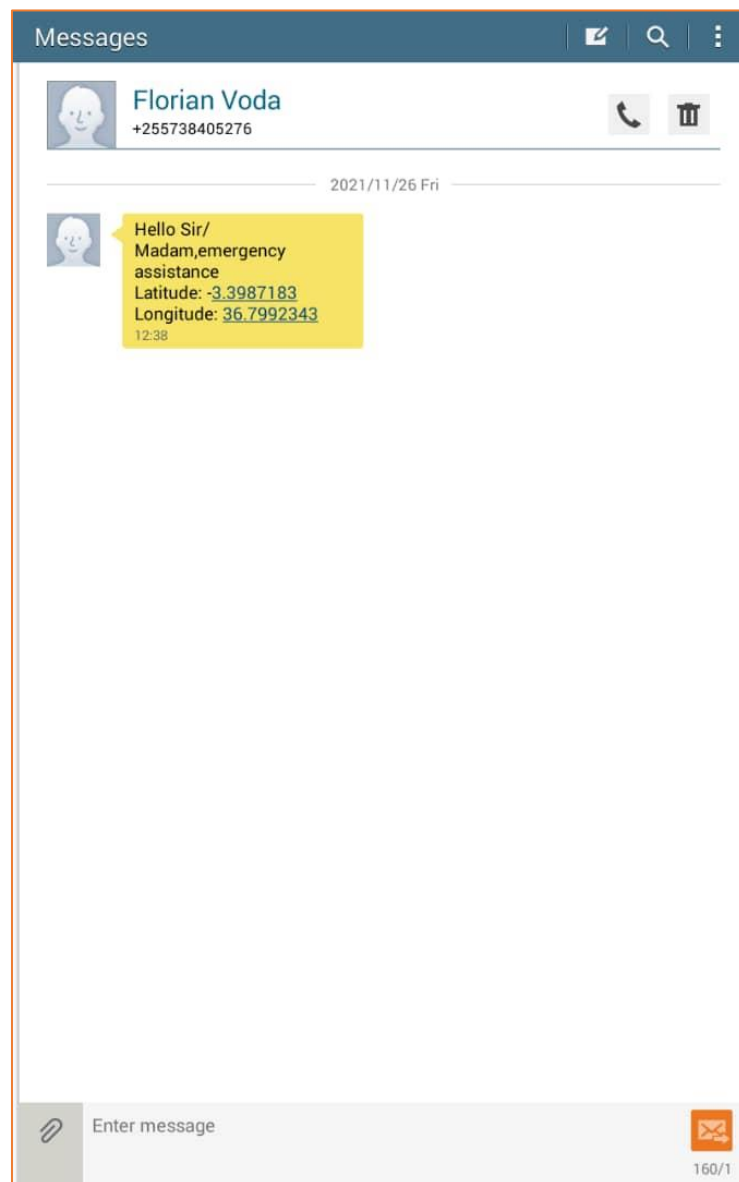 Messages
Florian Voda
+255738405276
2021/11/26 Fri
Hello Sir/
Madam,emergency
assistance
Latitude: -3.3987183
Longitude: 36.7992343
12:38
Enter message
160/1